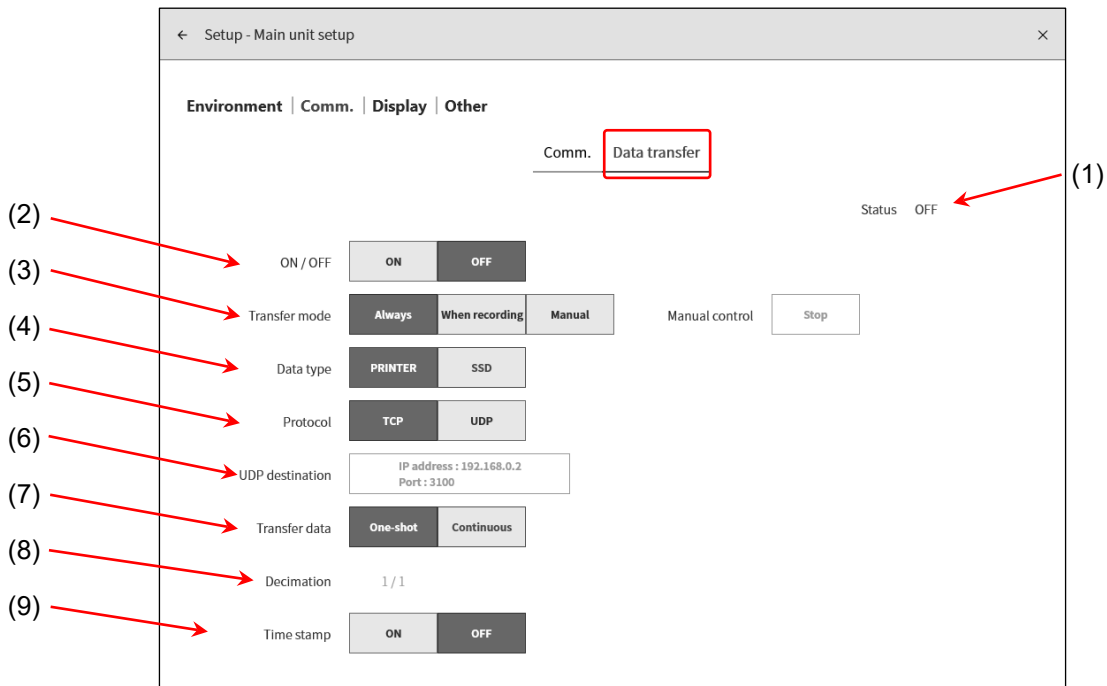 ← Setup - Main unit setup ×
Environment | Comm. | Display | Other
Comm. Data transfer
(1)
Status OFF
(2)
ON / OFF ON OFF
(3)
Transfer mode Always When recording Manual Manual control Stop
(4)
Data type PRINTER SSD
(5)
Protocol TCP UDP
(6)
UDP destination IP address : 192.168.0.2
Port : 3100
(7)
Transfer data One-shot Continuous
(8)
Decimation 1 / 1
(9)
Time stamp ON OFF